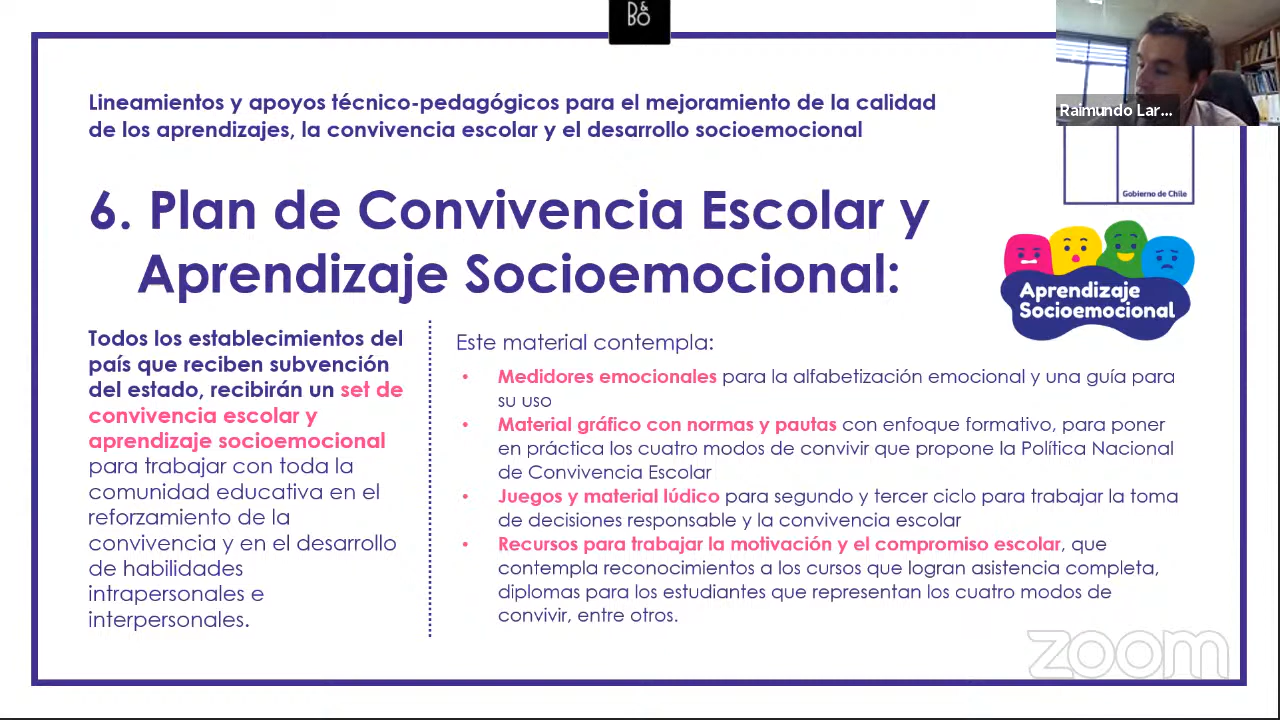 B&
BO
Raimundo Lar...
Lineamientos y apoyos técnico-pedagógicos para el mejoramiento de la calidad
de los aprendizajes, la convivencia escolar y el desarrollo socioemocional
Gobierno de Chile
6. Plan de Convivencia Escolar y
Aprendizaje Socioemocional:
Aprendizaje
Socioemocional
Todos los establecimientos del
país que reciben subvención
del estado, recibirán un set de
convivencia escolar y
aprendizaje socioemocional
para trabajar con toda la
comunidad educativa en el
reforzamiento de la
convivencia y en el desarrollo
de habilidades
intrapersonales e
interpersonales.
Este material contempla:
• Medidores emocionales para la alfabetización emocional y una guía para
su uso
• Material gráfico con normas y pautas con enfoque formativo, para poner
en práctica los cuatro modos de convivir que propone la Política Nacional
de Convivencia Escolar
• Juegos y material lúdico para segundo y tercer ciclo para trabajar la toma
de decisiones responsable y la convivencia escolar
• Recursos para trabajar la motivación y el compromiso escolar, que
contempla reconocimientos a los cursos que logran asistencia completa,
diplomas para los estudiantes que representan los cuatro modos de
convivir, entre otros.
zoom